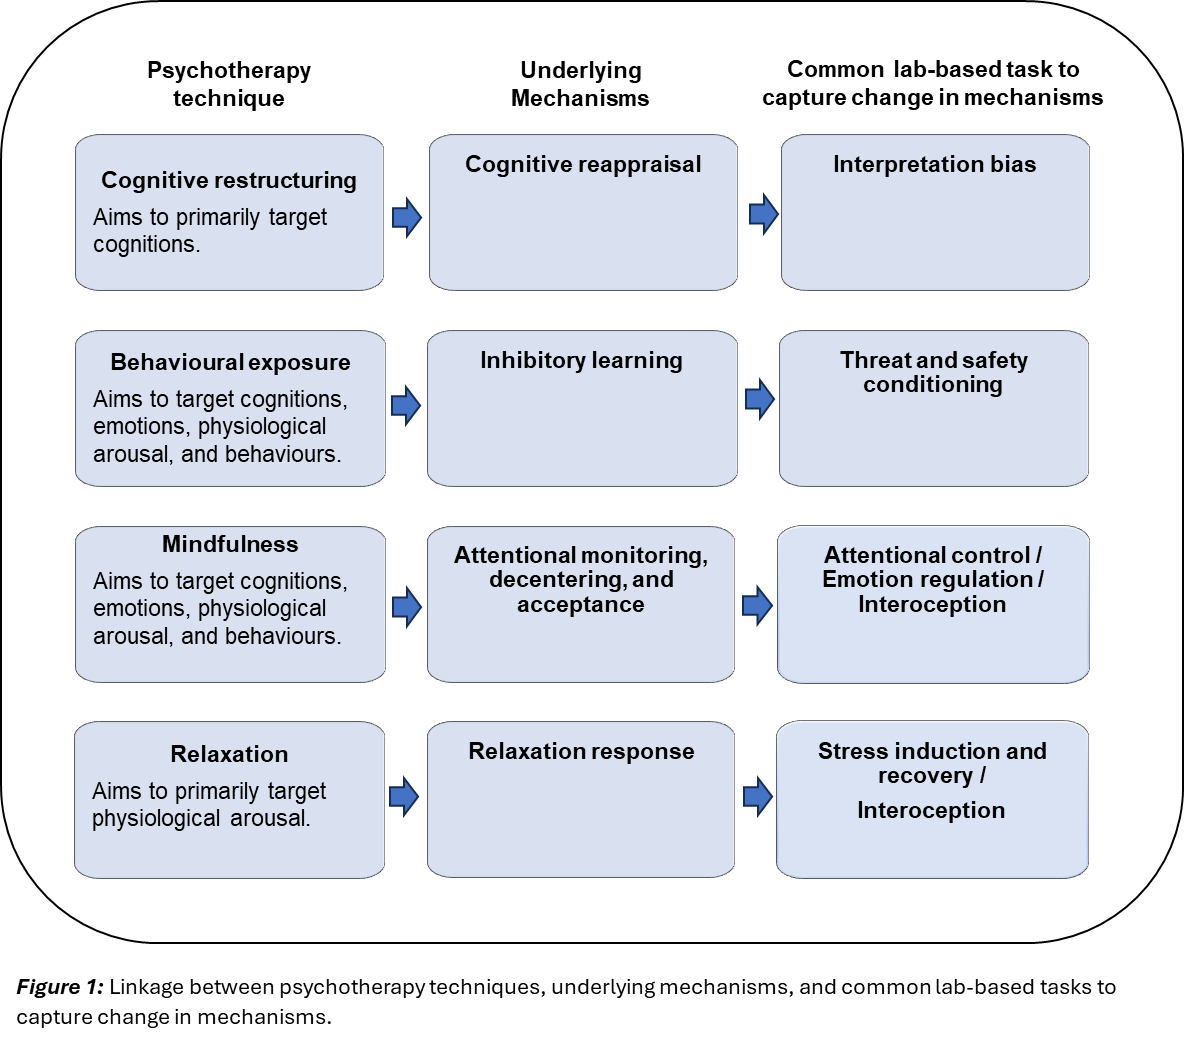 Psychotherapy
technique
Underlying
Mechanisms
Common lab-based task to
capture change in mechanisms
Cognitive restructuring
Aims to primarily target
cognitions.
Cognitive reappraisal
Interpretation bias
Behavioural exposure
Aims to target cognitions,
emotions, physiological
arousal, and behaviours.
Inhibitory learning
Threat and safety
conditioning
Mindfulness
Aims to target cognitions,
emotions, physiological
arousal, and behaviours.
Attentional monitoring,
decentering, and
acceptance
Attentional control /
Emotion regulation /
Interoception
Relaxation
Aims to primarily target
physiological arousal.
Relaxation response
Stress induction and
recovery /
Interoception
Figure 1: Linkage between psychotherapy techniques, underlying mechanisms, and common lab-based tasks to
capture change in mechanisms.